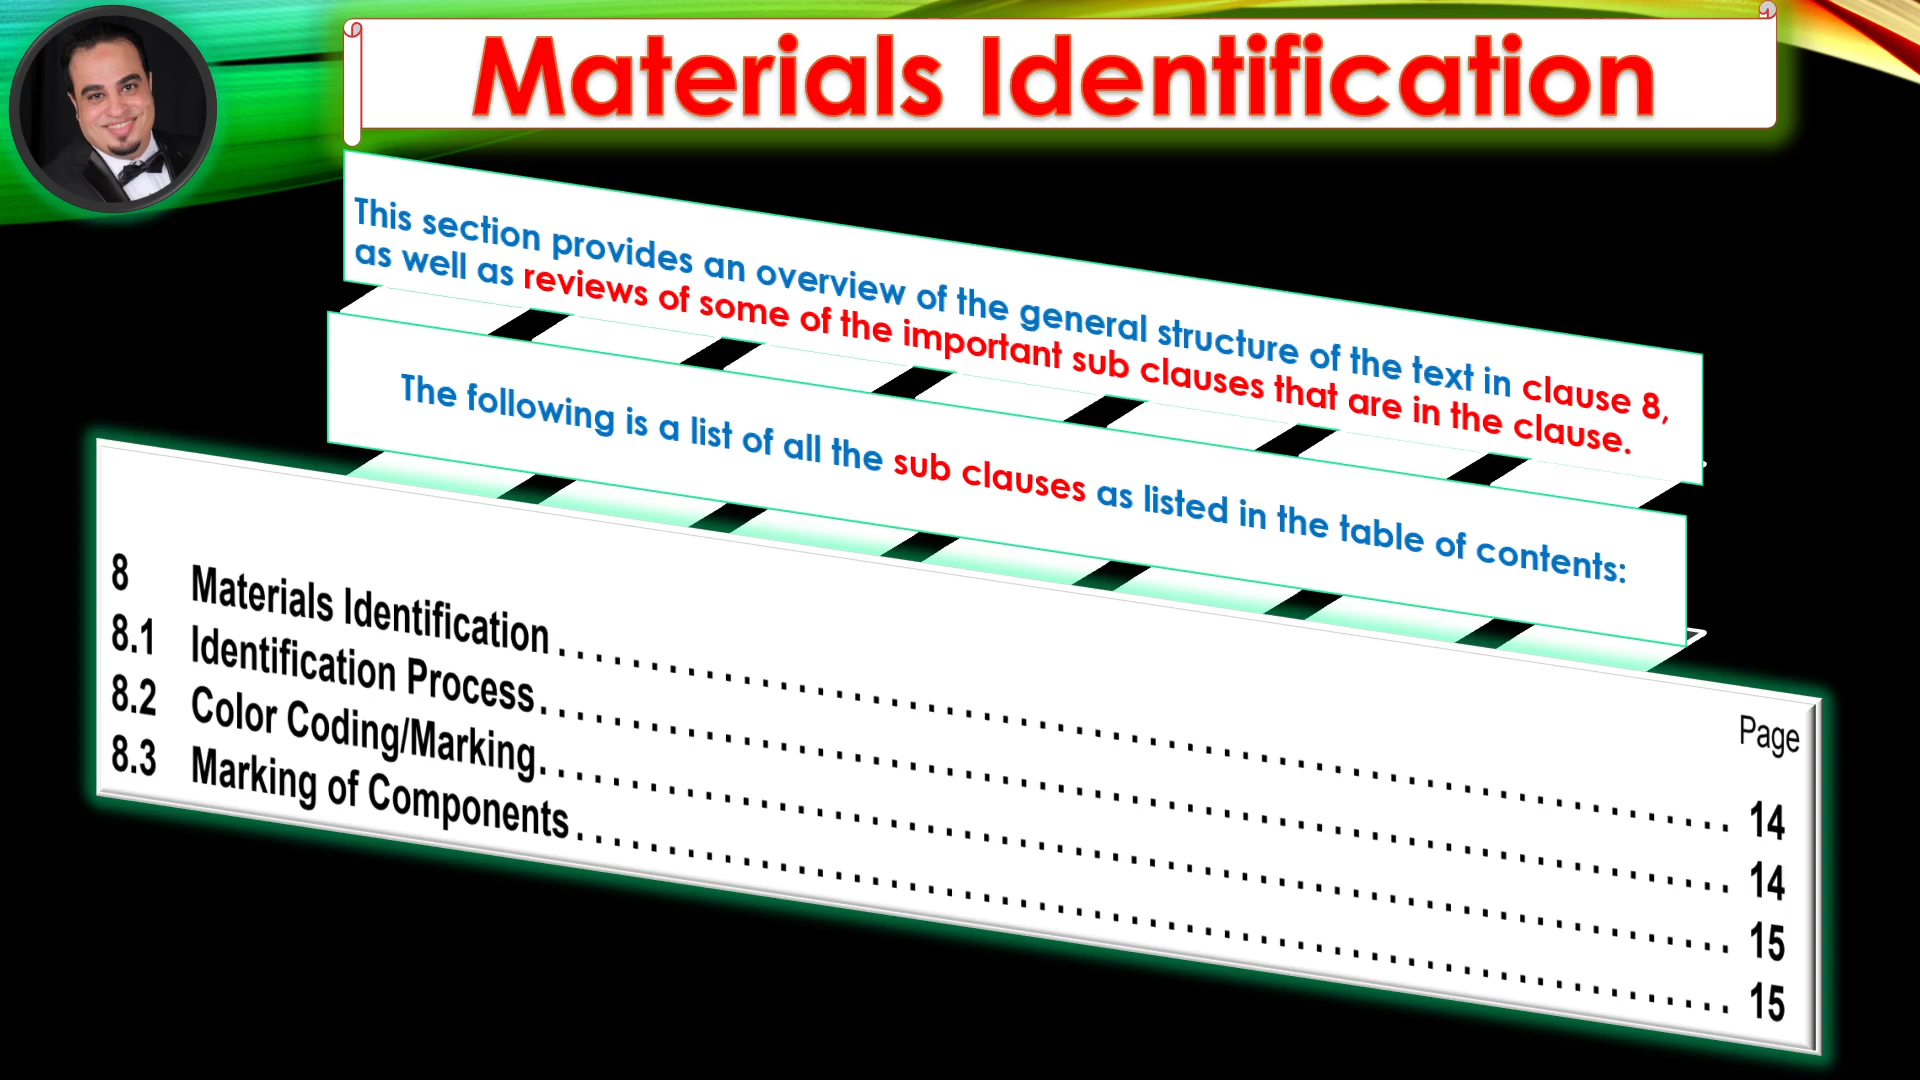 Materials Identification
This section provides an overview of the general structure of the text in clause 8,
as well as reviews of some of the important sub clauses that are in the clause.
The following is a list of all the sub clauses as listed in the table of contents:
Page
8 Materials Identification . . . . . . . . . . . . . . . . . . . . . . . . . . . . . . . . . . . . . . . . . . . . . . . . . . . . . . . . . . . . . . . . 14
8.1 Identification Process . . . . . . . . . . . . . . . . . . . . . . . . . . . . . . . . . . . . . . . . . . . . . . . . . . . . . . . . . . . . . . . . . 14
8.2 Color Coding/Marking. . . . . . . . . . . . . . . . . . . . . . . . . . . . . . . . . . . . . . . . . . . . . . . . . . . . . . . . . . . . . . . . . 15
8.3 Marking of Components . . . . . . . . . . . . . . . . . . . . . . . . . . . . . . . . . . . . . . . . . . . . . . . . . . . . . . . . . . . . . . . 15